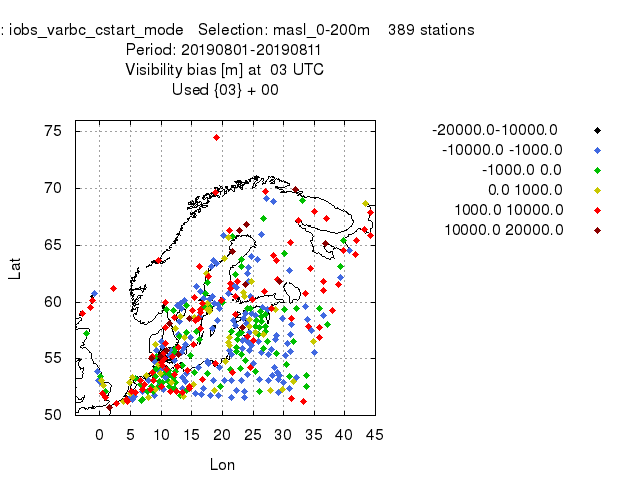 : iobs_varbc_cstart_mode Selection: masl_0-200m 389 stations
Period: 20190801-20190811
Visibility bias [m] at 03 UTC
Used {03} + 00
-20000.0-10000.0
-10000.0 -1000.0
-1000.0 0.0
0.0 1000.0
1000.0 10000.0
10000.0 20000.0
75
70
65
60
55
50
Lat
0 5 10 15 20 25 30 35 40 45
Lon